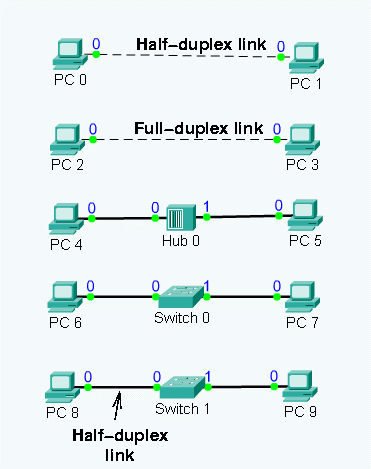 0 Half-duplex link 0
PC 0 PC 1
0 Full-duplex link 0
PC 2 PC 3
0 0 1 0
PC 4 Hub 0 PC 5
0 0 1 0
PC 6 Switch 0 PC 7
0 0 1 0
PC 8 Switch 1 PC 9
Half-duplex
link